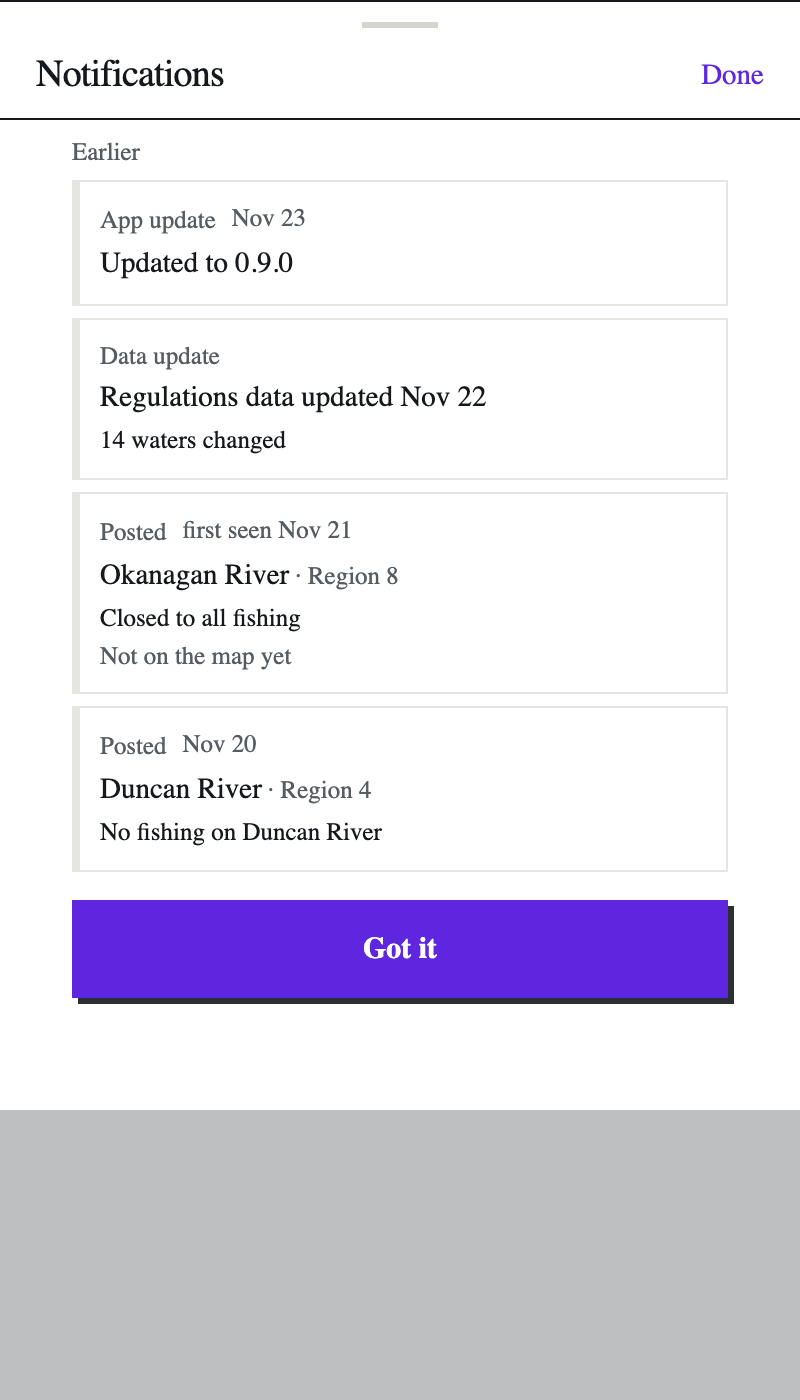 Notifications Done
Earlier
App update Nov 23
Updated to 0.9.0
Data update
Regulations data updated Nov 22
14 waters changed
Posted first seen Nov 21
Okanagan River · Region 8
Closed to all fishing
Not on the map yet
Posted Nov 20
Duncan River · Region 4
No fishing on Duncan River
Got it